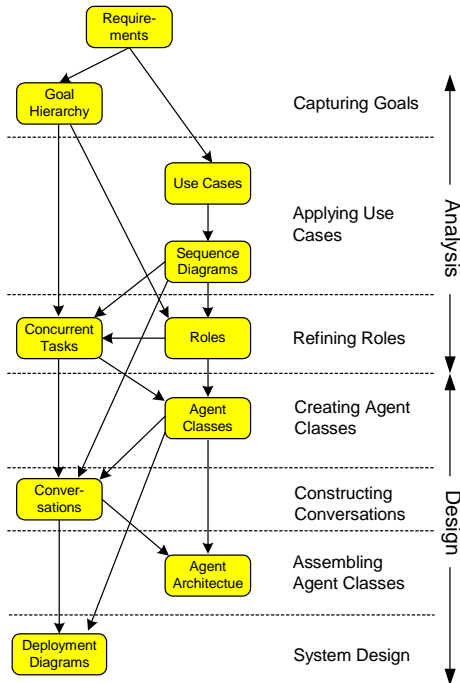 Require-
ments
Goal
Hierarchy
Capturing Goals
Use Cases
Applying Use
Cases
Sequence
Diagrams
Analysis
Concurrent
Tasks
Roles
Refining Roles
Agent
Classes
Creating Agent
Classes
Conver-
sations
Constructing
Conversations
Design
Agent
Architectue
Assembling
Agent Classes
Deployment
Diagrams
System Design